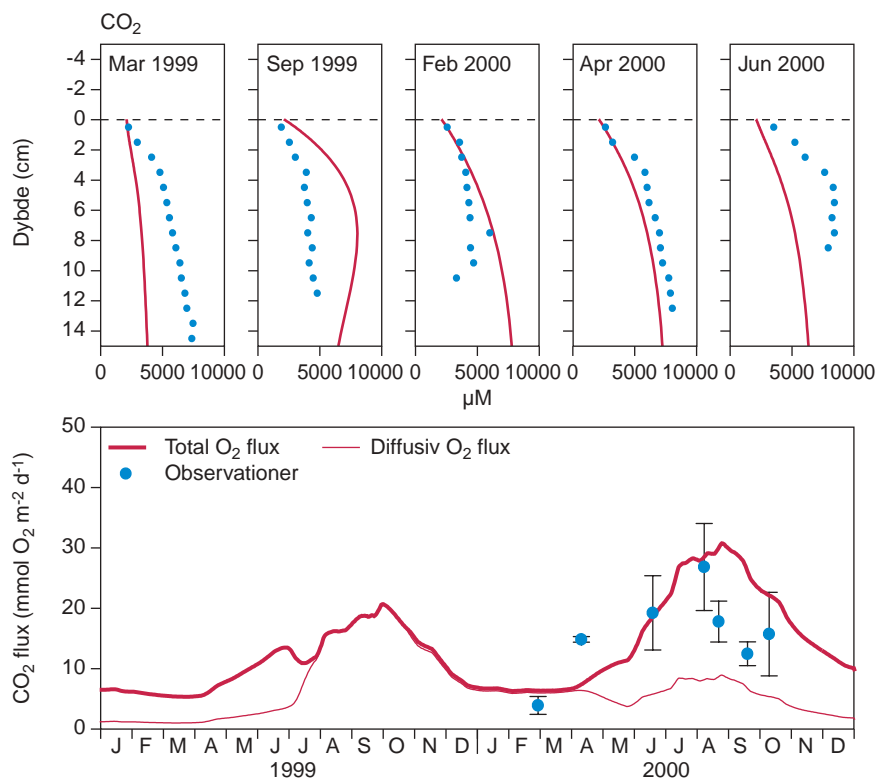 CO₂
Mar 1999 Sep 1999 Feb 2000 Apr 2000 Jun 2000
-4
-2
0
2
4
6
8
10
12
14
Dybde (cm)
0 5000 10000 0 5000 10000 0 5000 10000 0 5000 10000 0 5000 10000
µM
50
40
30
20
10
0
CO₂ flux (mmol O₂ m⁻² d⁻¹)
Total O₂ flux Diffusiv O₂ flux
Observationer
J F M A M J J A S O N D J F M A M J J A S O N D
1999 2000